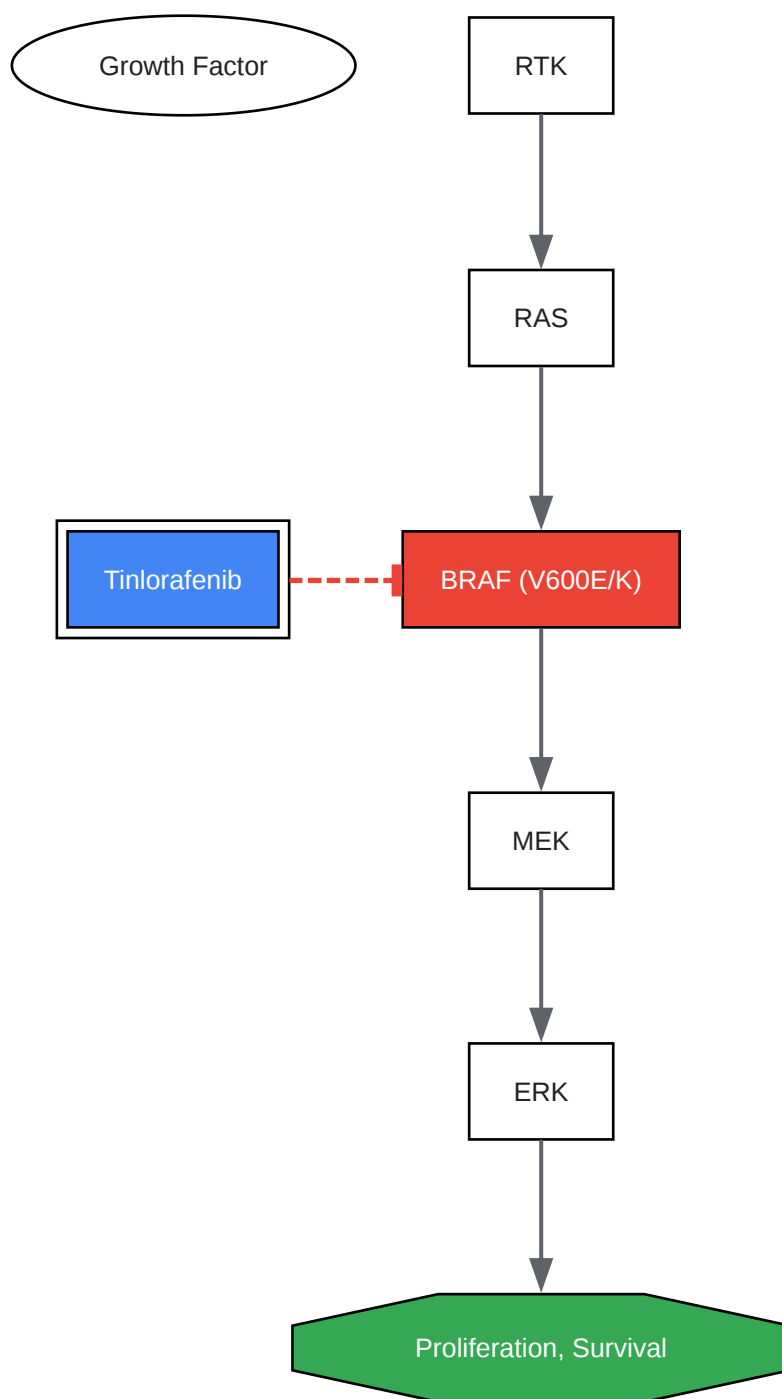 Growth Factor
RTK
RAS
Tinlorafenib
BRAF (V600E/K)
MEK
ERK
Proliferation, Survival